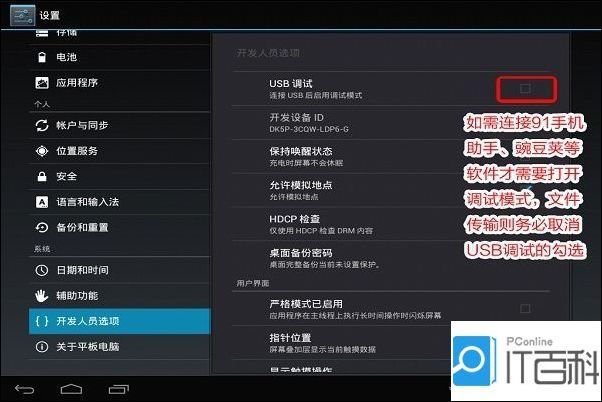 设置
存储
电池
应用程序
个人
帐户与同步
位置服务
安全
语言和输入法
备份和重置
系统
日期和时间
辅助功能
{ } 开发人员选项
关于平板电脑
开发人员选项
USB 调试
连接 USB 后启用调试模式
开发设备 ID
DK5P-3CQW-LDP6-G
保持唤醒状态
充电时屏幕不会休眠
允许模拟地点
允许模拟地点
HDCP 检查
仅使用 HDCP 检查 DRM 内容
桌面备份密码
桌面完整备份当前未设置保护。
用户界面
严格模式已启用
应用程序在主线程上执行长时间操作时闪烁屏幕
指针位置
屏幕叠加层显示当前触摸数据
显示触摸操作
如需连接91手机
助手、豌豆荚等
软件才需要打开
调试模式，文件
传输则务必取消
USB调试的勾选
PConline
IT百科